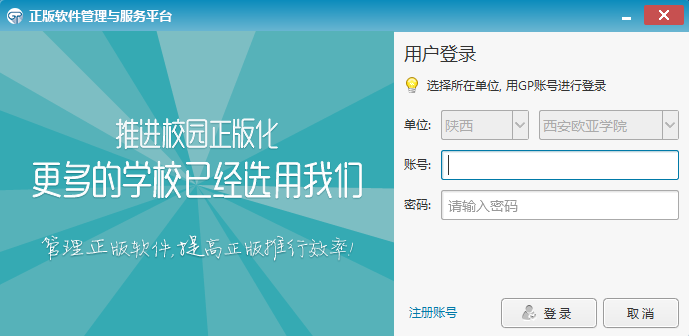 正版软件管理与服务平台
推进校园正版化
更多的学校已经选用我们
管理正版软件,提高正版推行效率!
用户登录
选择所在单位, 用GP账号进行登录
单位: 陕西 西安欧亚学院
账号:
密码: 请输入密码
注册账号 登 录 取 消